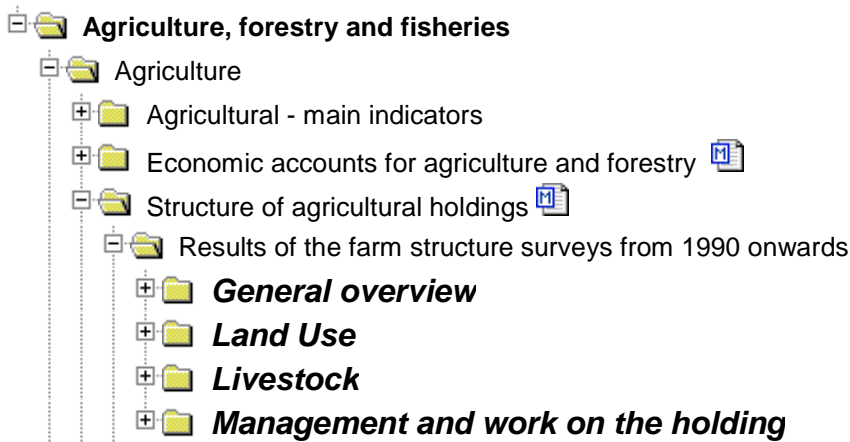 Agriculture, forestry and fisheries
Agriculture
Agricultural - main indicators
Economic accounts for agriculture and forestry M
Structure of agricultural holdings M
Results of the farm structure surveys from 1990 onwards
General overview
Land Use
Livestock
Management and work on the holding